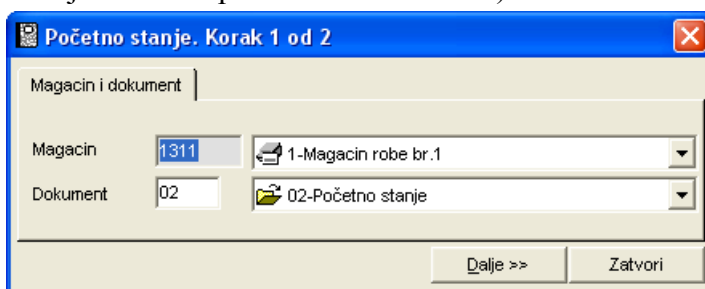 Početno stanje. Korak 1 od 2
Magacin i dokument
Magacin 1311 1-Magacin robe br.1
Dokument 02 02-Početno stanje
Dalje >> Zatvori